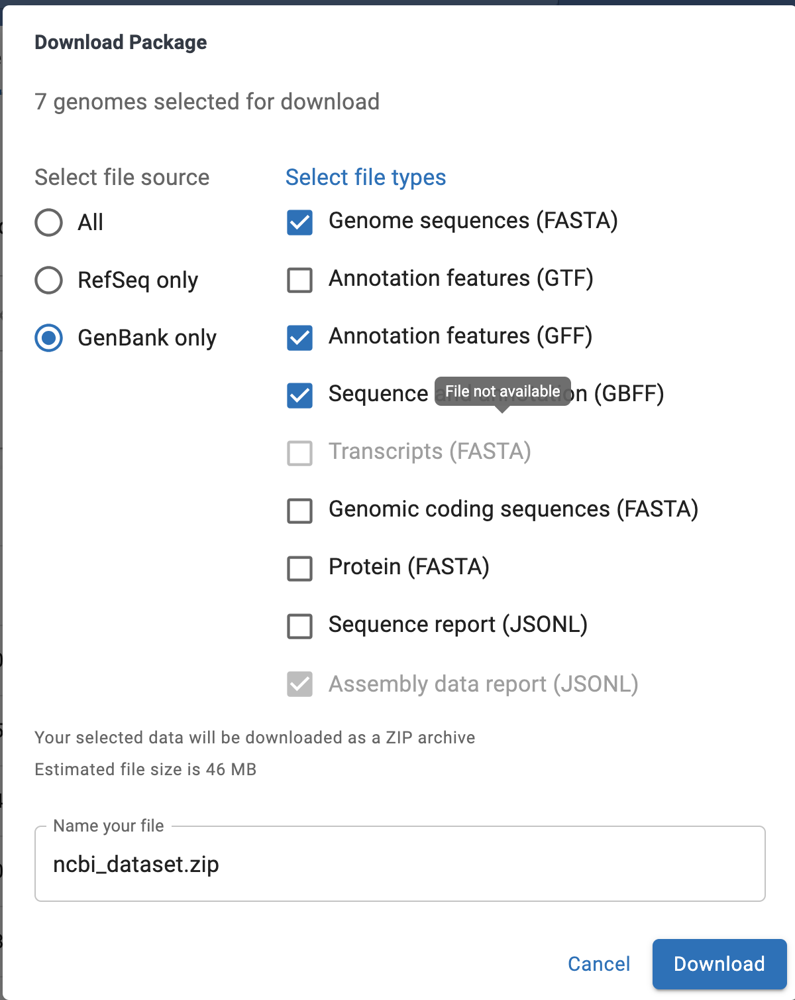 Download Package
7 genomes selected for download
Select file source
All
RefSeq only
GenBank only
Select file types
Genome sequences (FASTA)
Annotation features (GTF)
Annotation features (GFF)
File not available
Sequence and annotation (GBFF)
Transcripts (FASTA)
Genomic coding sequences (FASTA)
Protein (FASTA)
Sequence report (JSONL)
Assembly data report (JSONL)
Your selected data will be downloaded as a ZIP archive
Estimated file size is 46 MB
Name your file
ncbi_dataset.zip
Cancel
Download